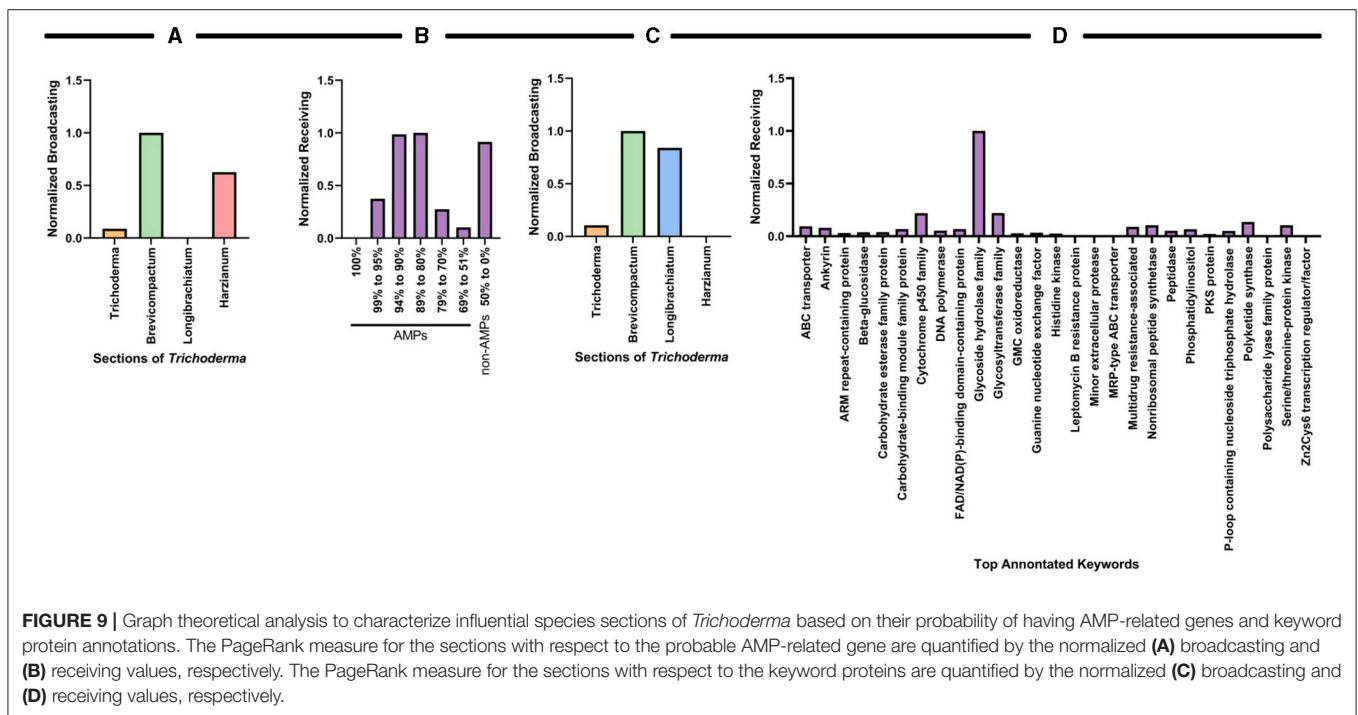 A
B
C
D
Normalized Broadcasting
1.5
1.0
0.5
0.0
Trichoderma
Brevicompactum
Longibrachiatum
Harzianum
Sections of Trichoderma
Normalized Receiving
1.5
1.0
0.5
0.0
100%
99% to 95%
94% to 90%
89% to 80%
79% to 70%
69% to 51%
50% to 0%
AMPs
non-AMPs
Normalized Broadcasting
1.5
1.0
0.5
0.0
Trichoderma
Brevicompactum
Longibrachiatum
Harzianum
Sections of Trichoderma
Normalized Receiving
1.5
1.0
0.5
0.0
ABC transporter
Ankyrin
ARM repeat-containing protein
Beta-glucosidase
Carbohydrate esterase family protein
Carbohydrate-binding module family protein
Cytochrome p450 family
DNA polymerase
FAD/NAD(P)-binding domain-containing protein
Glycoside hydrolase family
Glycosyltransferase family
GMC oxidoreductase
Guanine nucleotide exchange factor
Histidine kinase
Leptomycin B resistance protein
Minor extracellular protease
MRP-type ABC transporter
Multidrug resistance-associated
Nonribosomal peptide synthetase
Peptidase
Phosphatidylinositol
PKS protein
P-loop containing nucleoside triphosphate hydrolase
Polyketide synthase
Polysaccharide lyase family protein
Serine/threonine-protein kinase
Zn2Cys6 transcription regulator/factor
Top Annontated Keywords
FIGURE 9 | Graph theoretical analysis to characterize influential species sections of Trichoderma based on their probability of having AMP-related genes and keyword
protein annotations. The PageRank measure for the sections with respect to the probable AMP-related gene are quantified by the normalized (A) broadcasting and
(B) receiving values, respectively. The PageRank measure for the sections with respect to the keyword proteins are quantified by the normalized (C) broadcasting and
(D) receiving values, respectively.